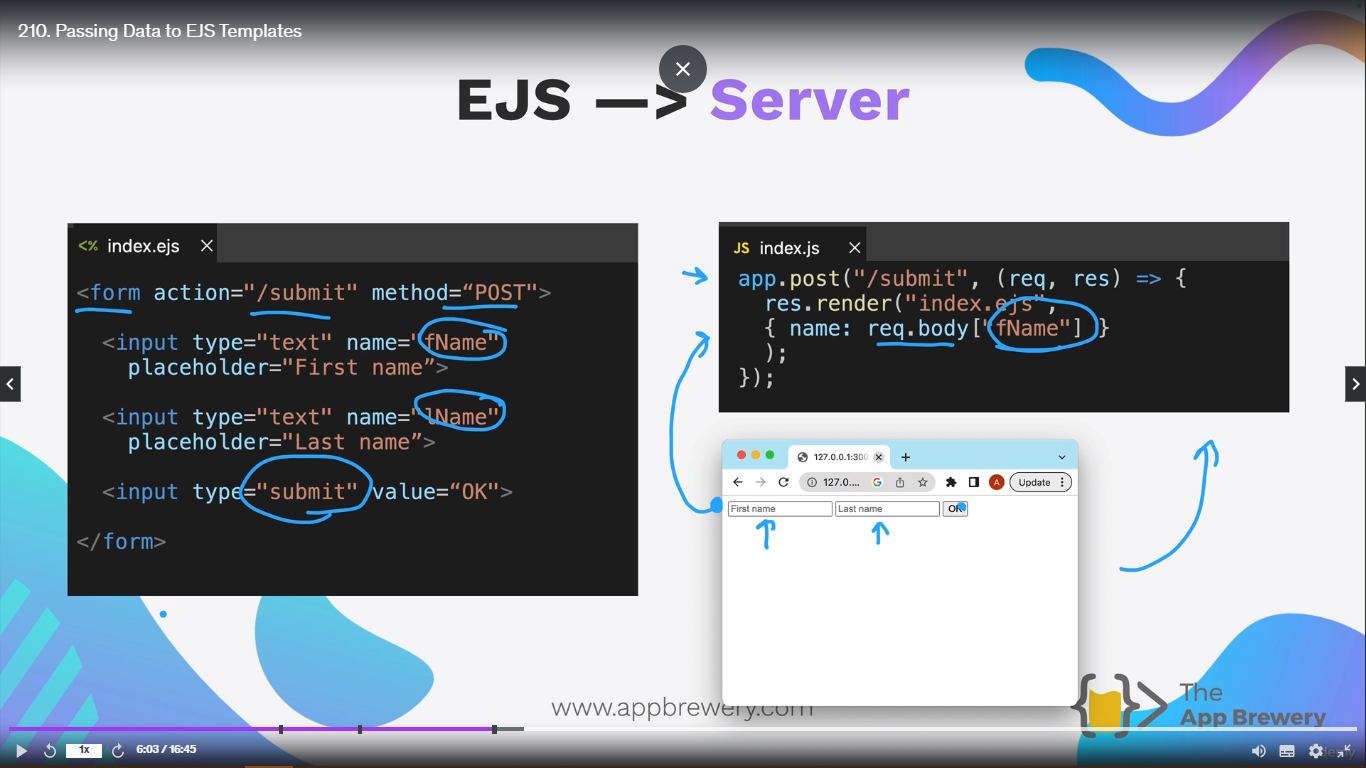 210. Passing Data to EJS Templates
EJS —> Server
<% index.ejs
<form action="/submit" method=“POST">
<input type="text" name="fName"
placeholder="First name”>
<input type="text" name="lName"
placeholder="Last name”>
<input type="submit" value=“OK">
</form>
JS index.js
app.post("/submit", (req, res) => {
res.render("index.ejs",
{ name: req.body["fName"] }
);
});
127.0.0.1:300
127.0....
G
A
Update
First name
Last name
OK
www.appbrewery.com
The
App Brewery
1x
6:03 / 16:45